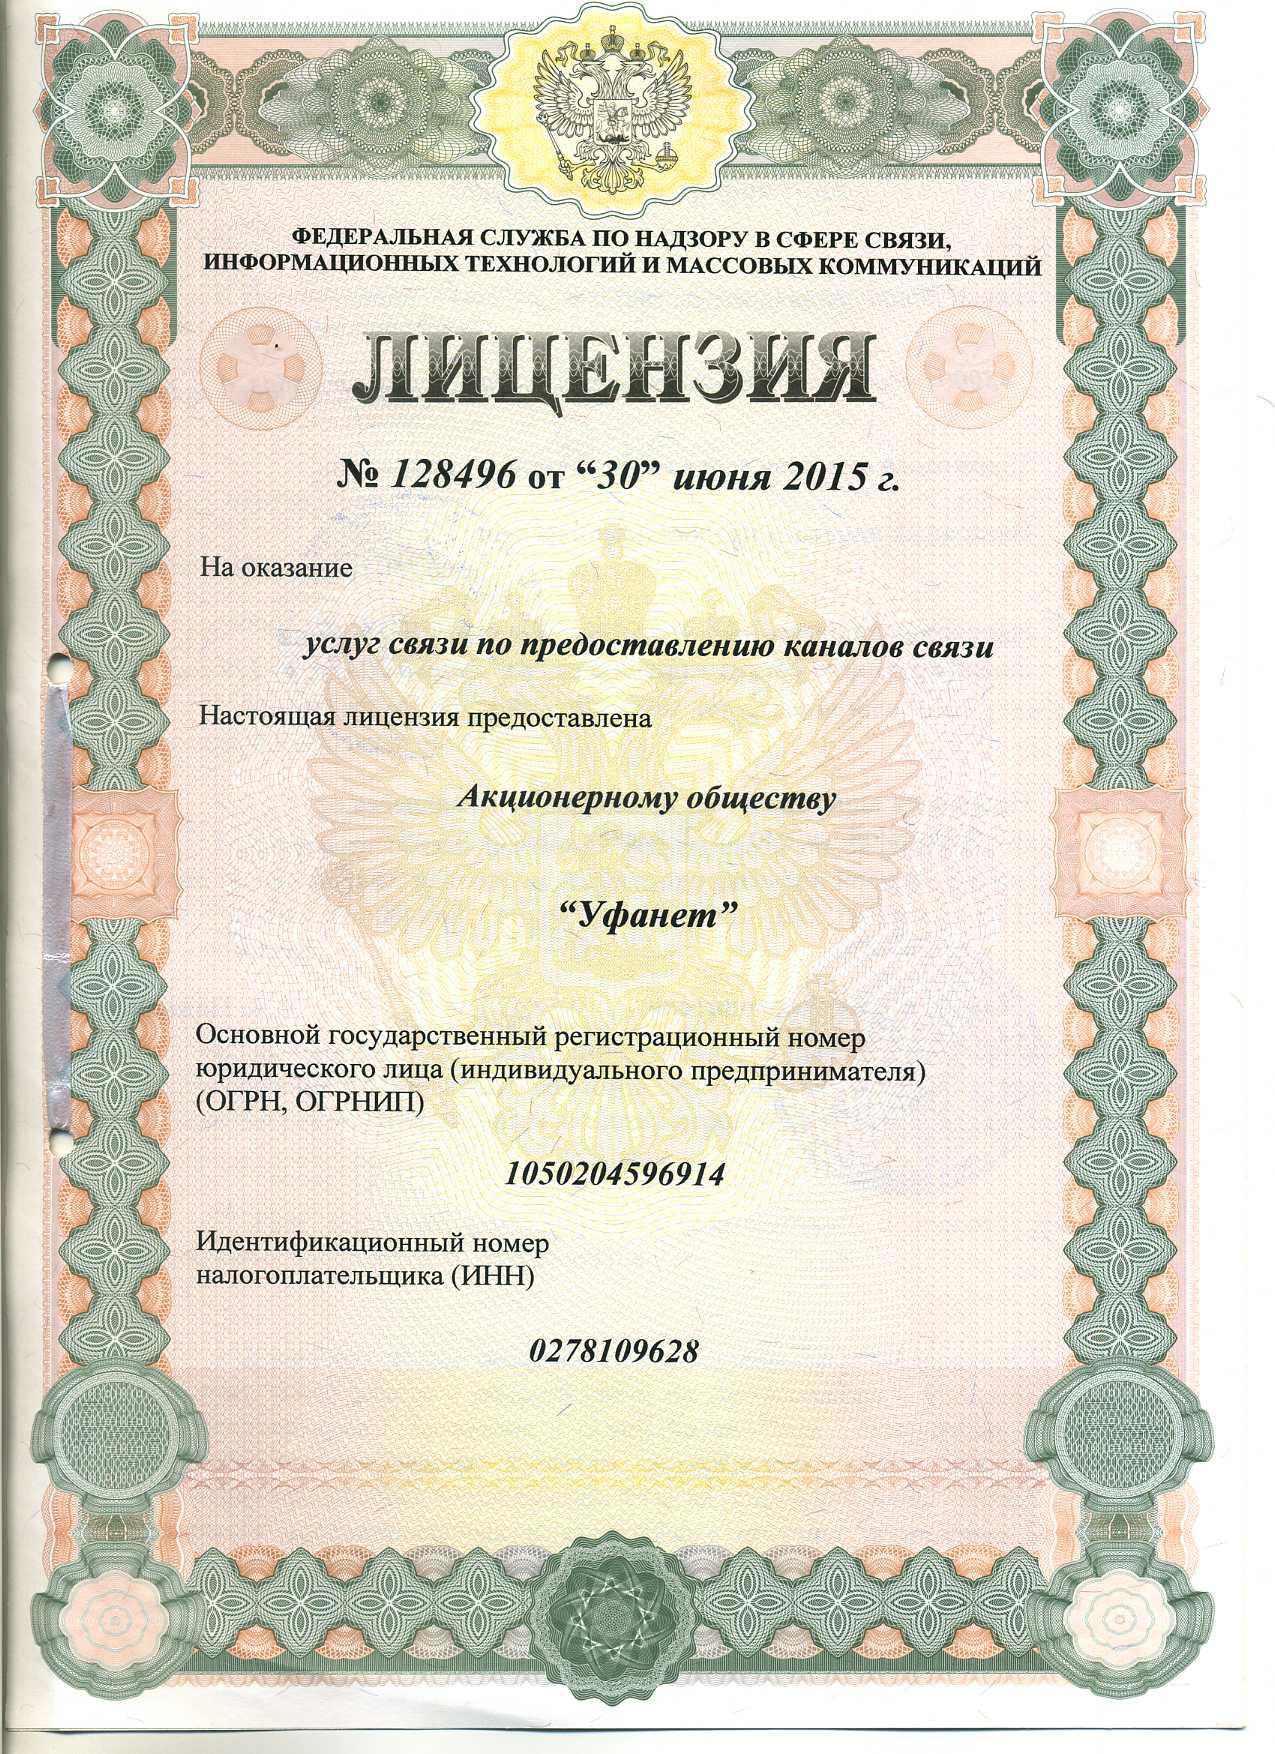 ФЕДЕРАЛЬНАЯ СЛУЖБА ПО НАДЗОРУ В СФЕРЕ СВЯЗИ,
ИНФОРМАЦИОННЫХ ТЕХНОЛОГИЙ И МАССОВЫХ КОММУНИКАЦИЙ
ЛИЦЕНЗИЯ
№ 128496 от “30” июня 2015 г.
На оказание
услуг связи по предоставлению каналов связи
Настоящая лицензия предоставлена
Акционерному обществу
“Уфанет”
Основной государственный регистрационный номер
юридического лица (индивидуального предпринимателя)
(ОГРН, ОГРНИП)
1050204596914
Идентификационный номер
налогоплательщика (ИНН)
0278109628